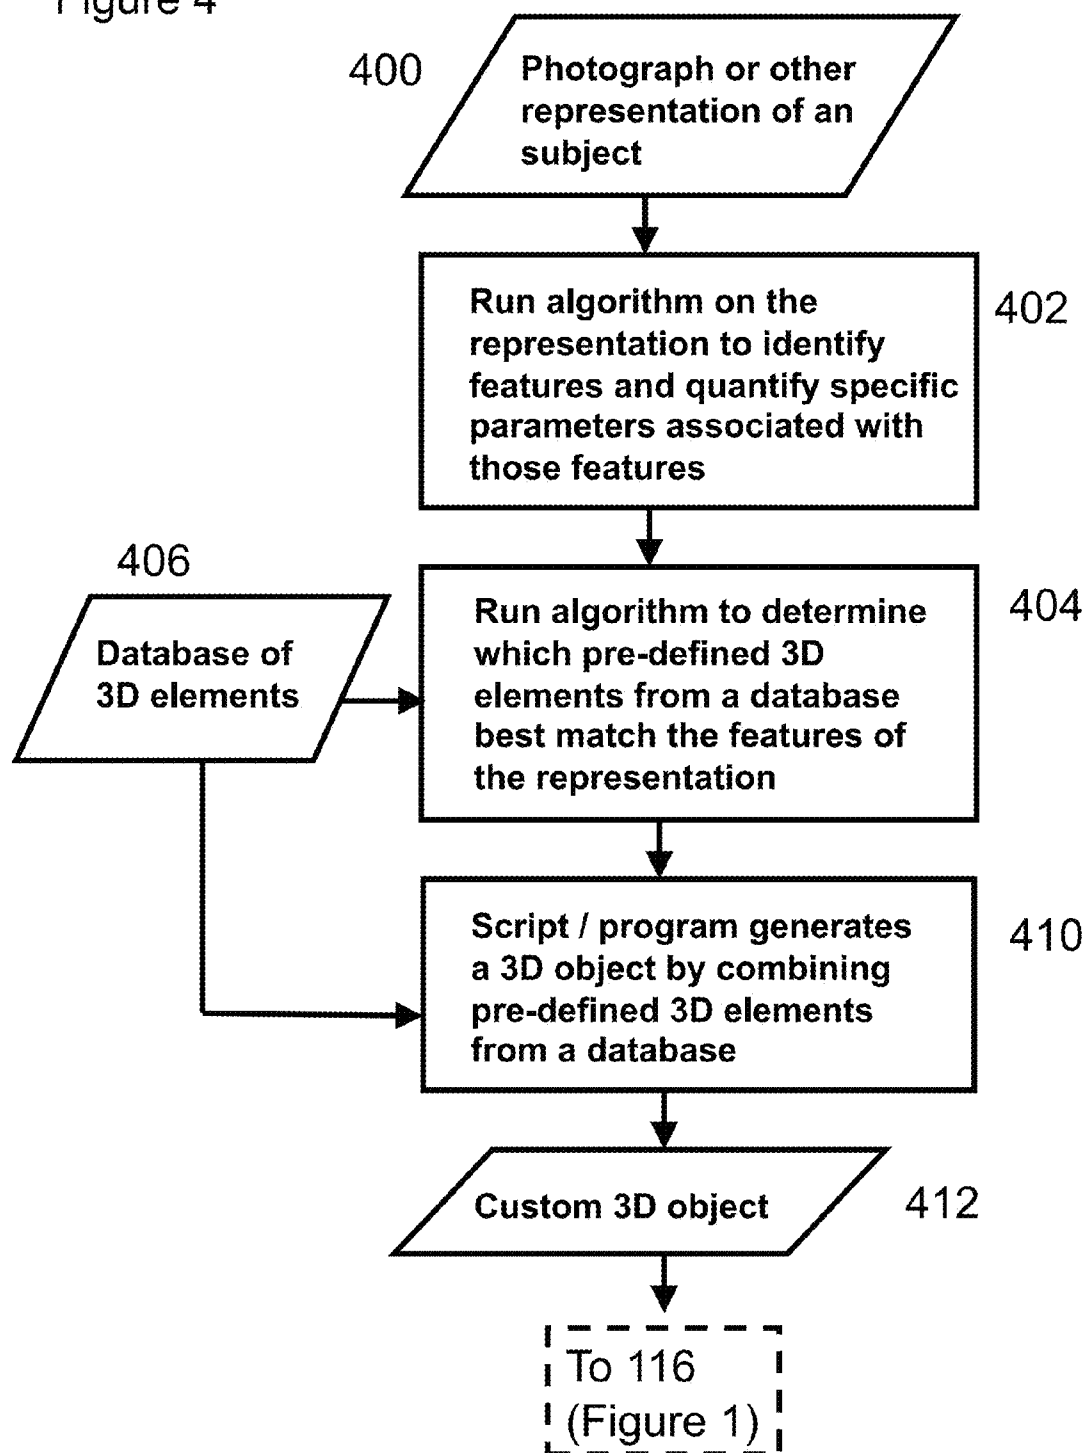 Figure 4
400
Photograph or other
representation of an
subject
402
Run algorithm on the
representation to identify
features and quantify specific
parameters associated with
those features
406
Database of
3D elements
404
Run algorithm to determine
which pre-defined 3D
elements from a database
best match the features of
the representation
410
Script / program generates
a 3D object by combining
pre-defined 3D elements
from a database
Custom 3D object
412
To 116
(Figure 1)